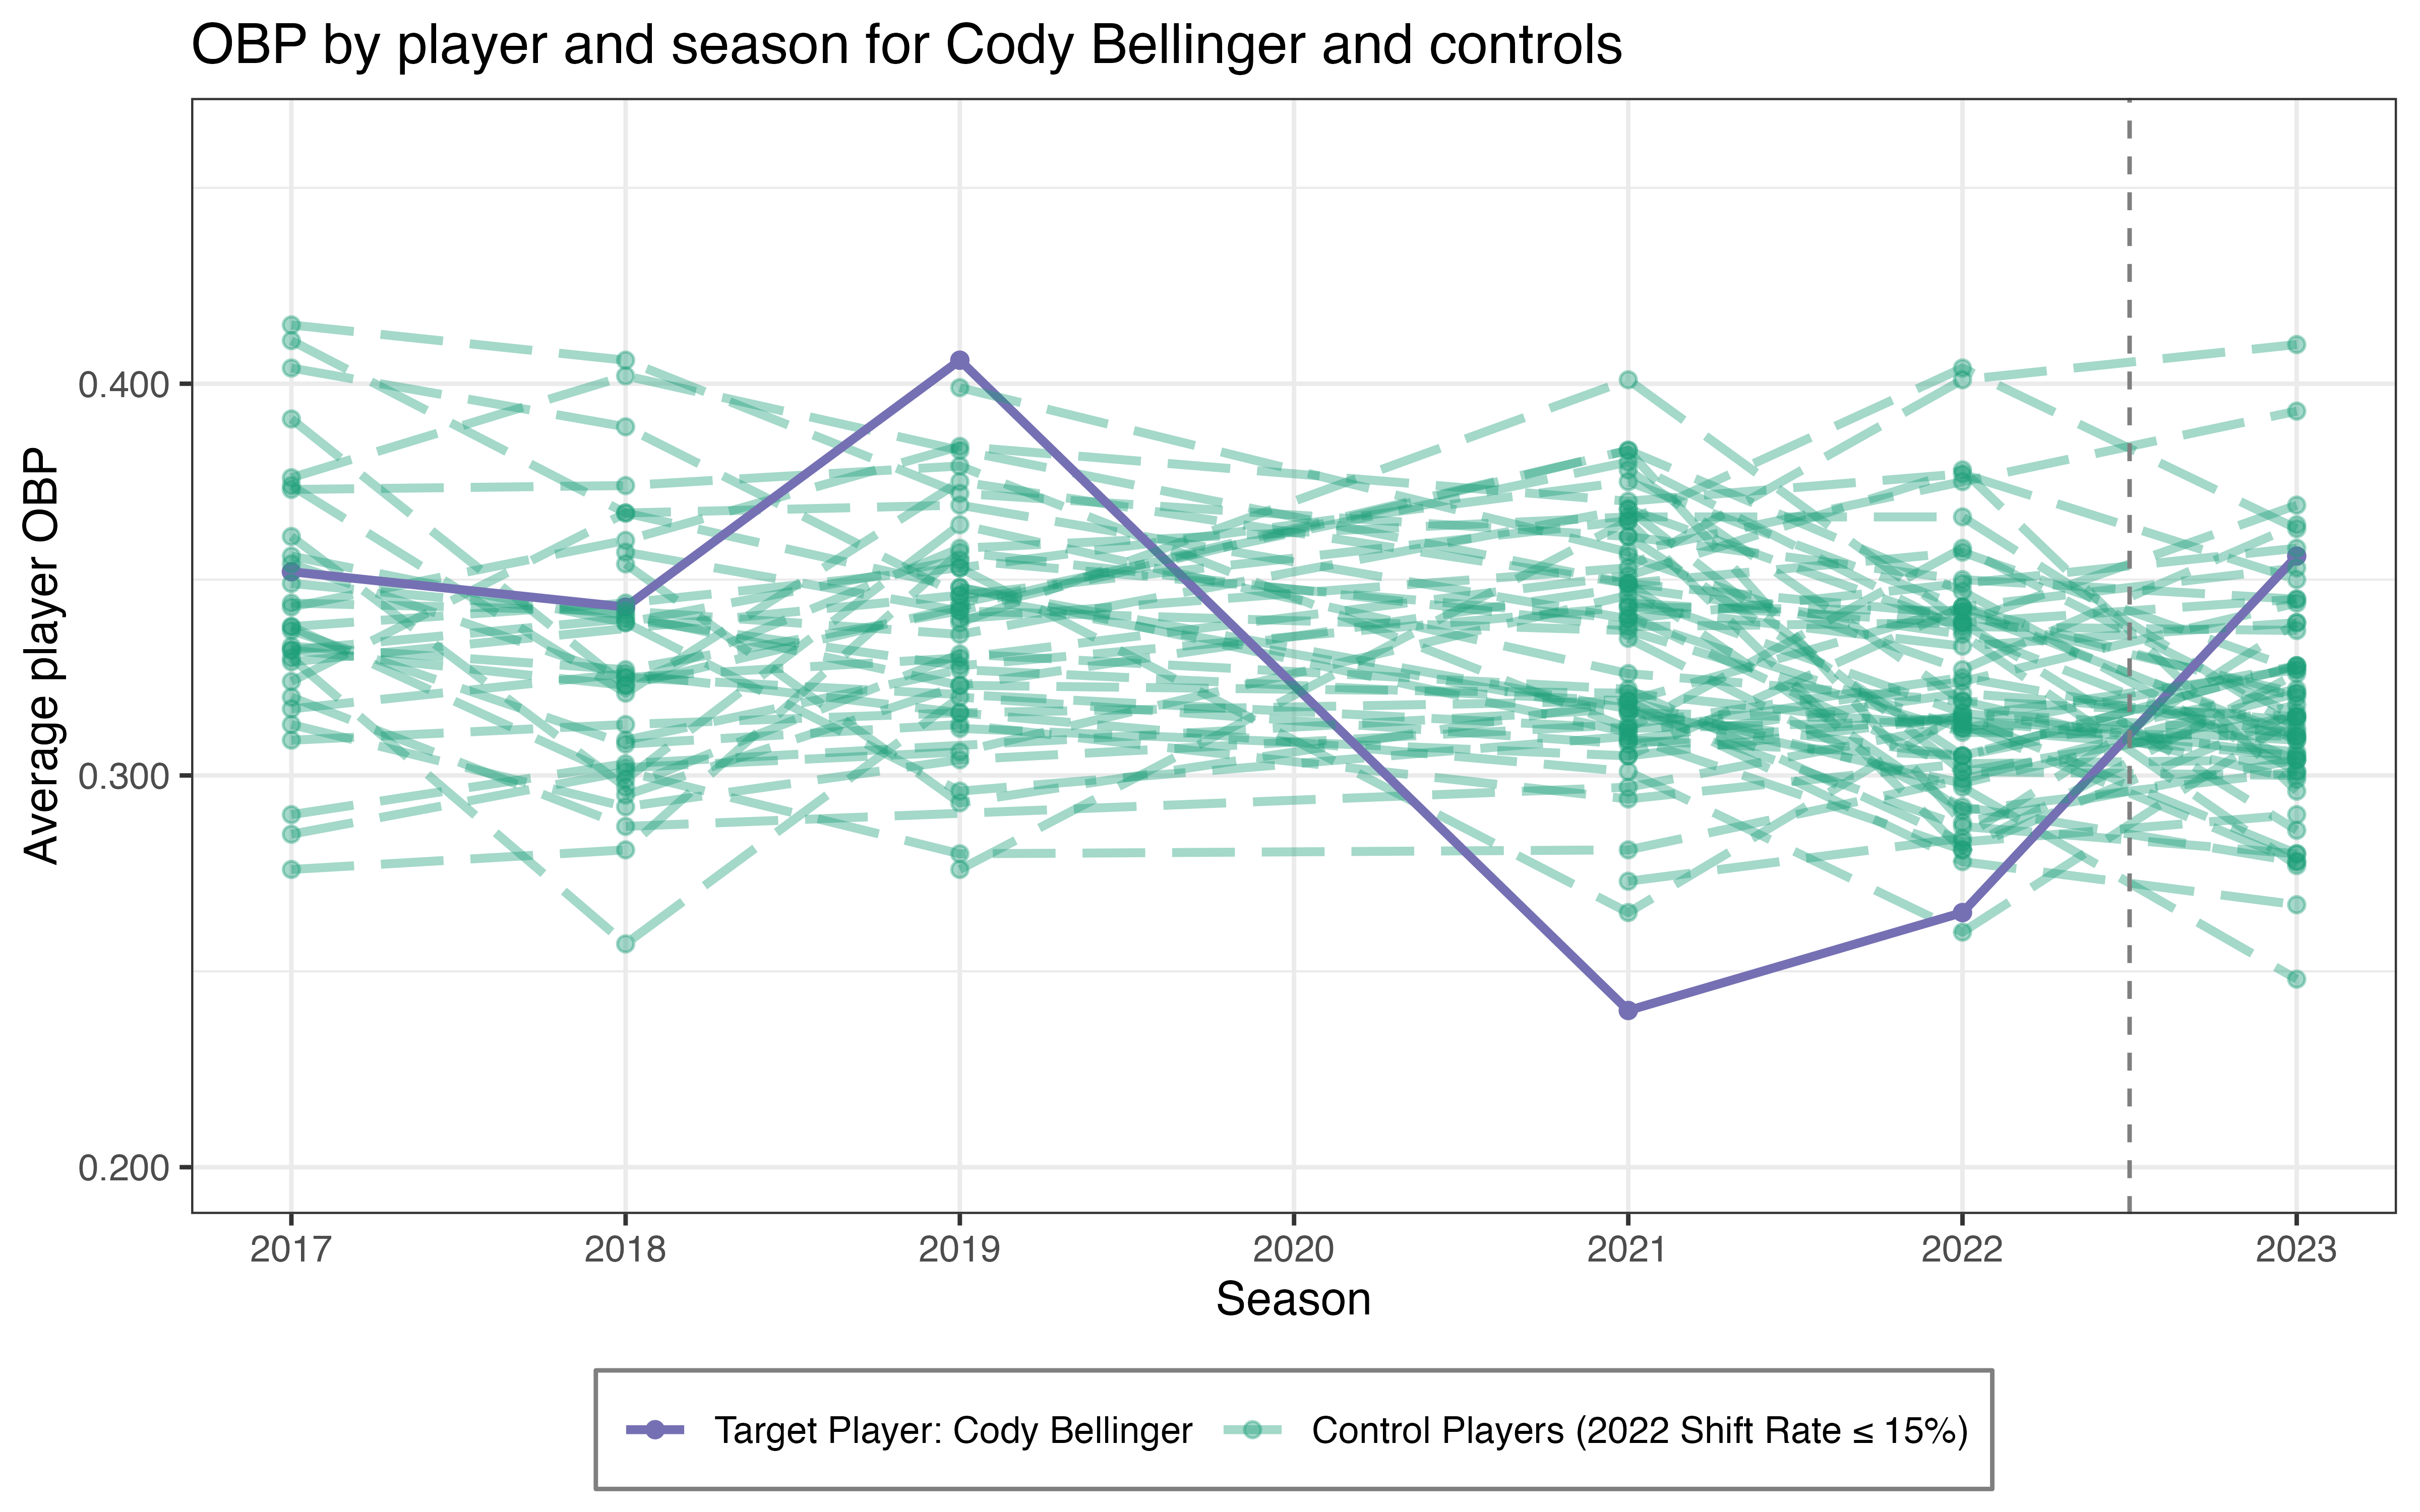 OBP by player and season for Cody Bellinger and controls
Average player OBP
0.400
0.300
0.200
2017 2018 2019 2020 2021 2022 2023
Season
Target Player: Cody Bellinger Control Players (2022 Shift Rate ≤ 15%)